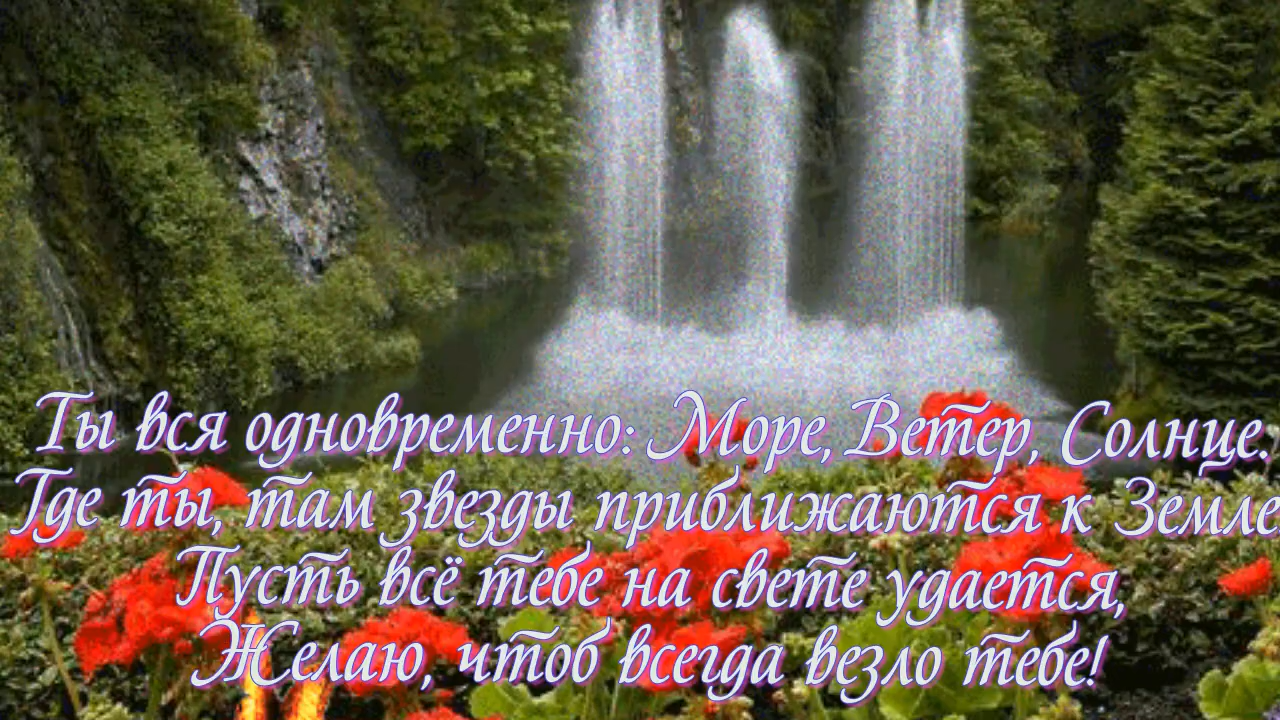 Ты вся одновременно: Море, Ветер, Солнце.
Где ты, там звезды приближаются к Земле
Пусть всё тебе на свете удается,
Желаю, чтоб всегда везло тебе!